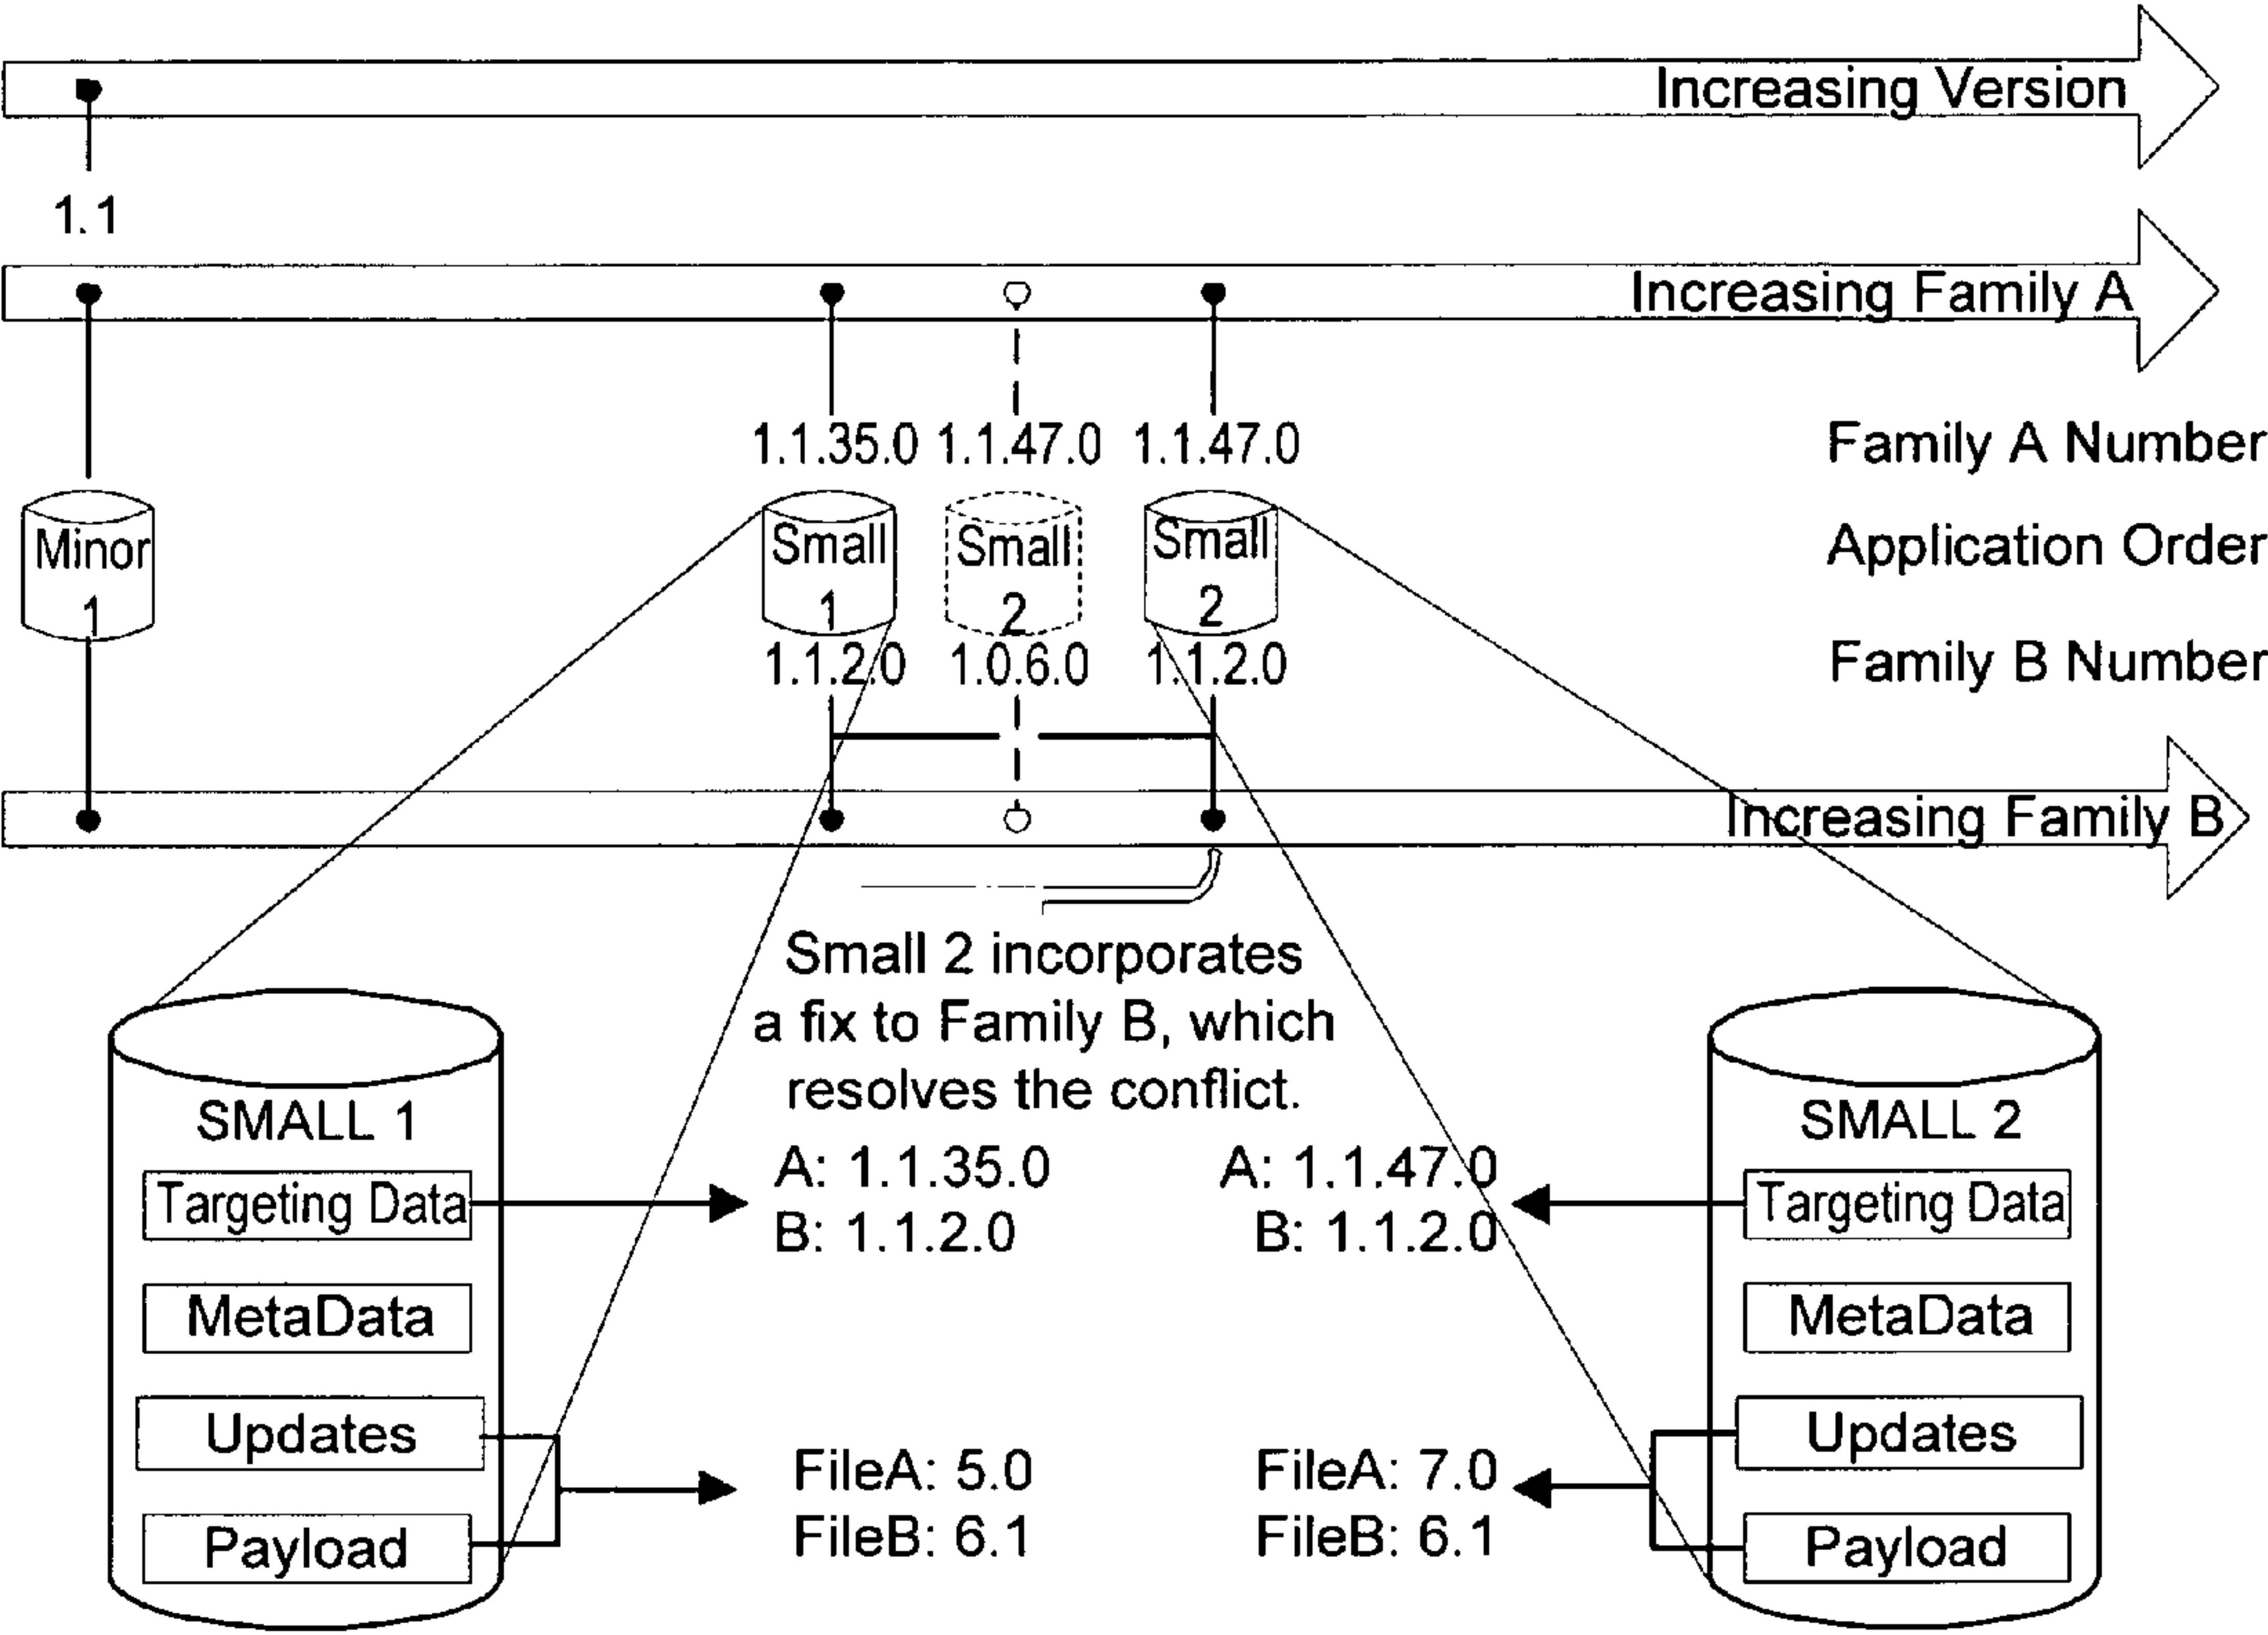 Increasing Version
1.1
Increasing Family A
1.1.35.0 1.1.47.0 1.1.47.0
Family A Number
Minor
1
Small
1
Small
2
Small
2
Application Order
1.1.2.0 1.0.6.0 1.1.2.0
Family B Number
Increasing Family B
Small 2 incorporates
a fix to Family B, which
resolves the conflict.
SMALL 1
Targeting Data
MetaData
Updates
Payload
A: 1.1.35.0
B: 1.1.2.0
FileA: 5.0
FileB: 6.1
A: 1.1.47.0
B: 1.1.2.0
FileA: 7.0
FileB: 6.1
SMALL 2
Targeting Data
MetaData
Updates
Payload